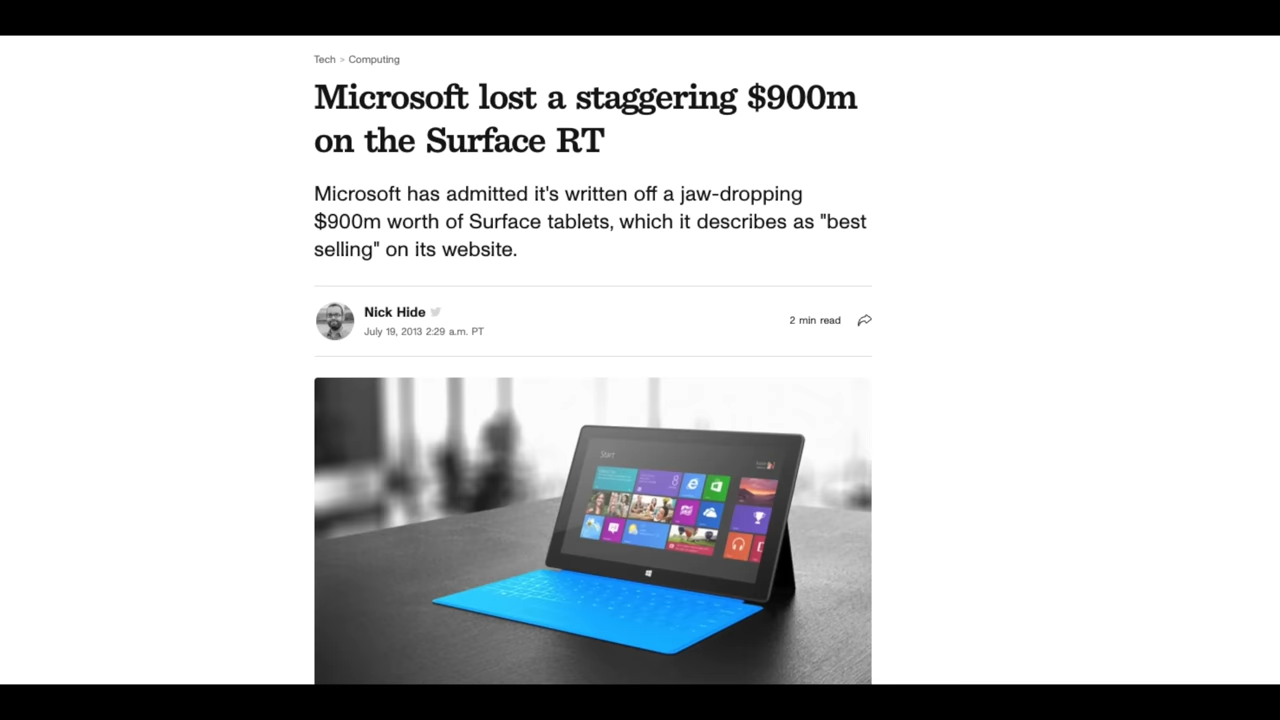 Tech > Computing
Microsoft lost a staggering $900m
on the Surface RT
Microsoft has admitted it's written off a jaw-dropping
$900m worth of Surface tablets, which it describes as "best
selling" on its website.
Nick Hide
July 19, 2013 2:29 a.m. PT
2 min read
Start
8